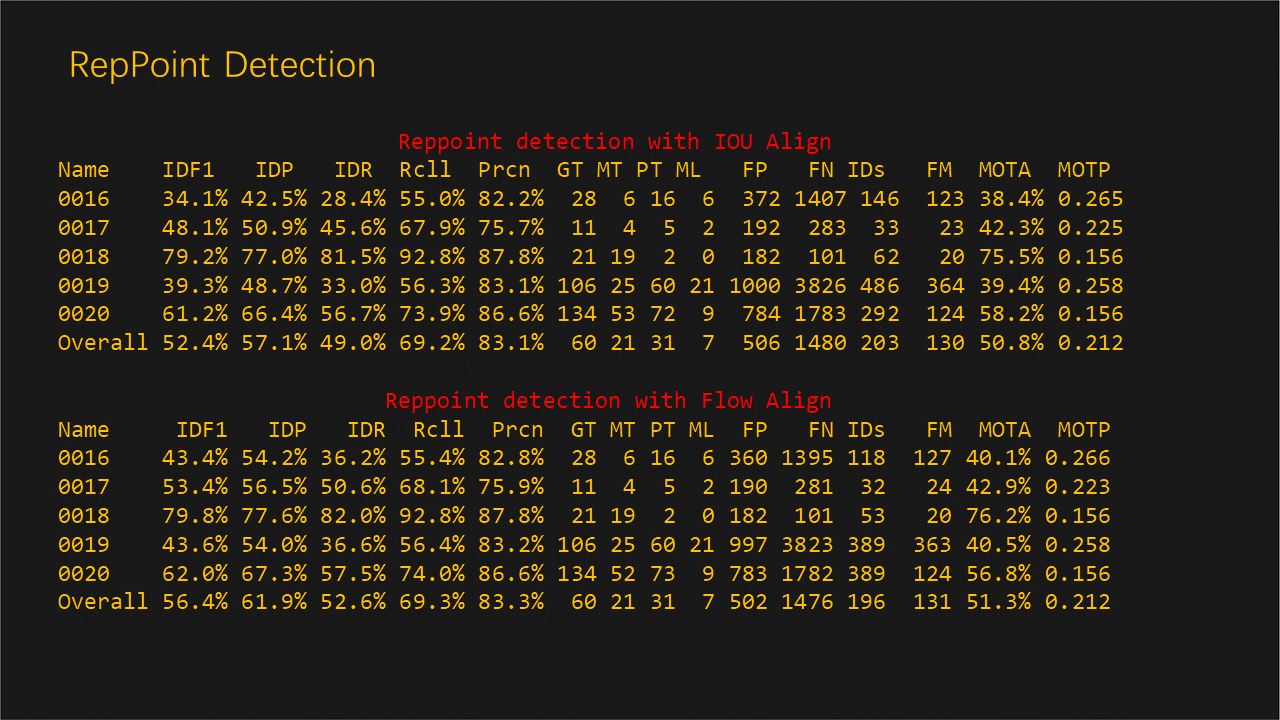 RepPoint Detection
Reppoint detection with IOU Align
Name IDF1 IDP IDR Rcll Prcn GT MT PT ML FP FN IDs FM MOTA MOTP
0016 34.1% 42.5% 28.4% 55.0% 82.2% 28 6 16 6 372 1407 146 123 38.4% 0.265
0017 48.1% 50.9% 45.6% 67.9% 75.7% 11 4 5 2 192 283 33 23 42.3% 0.225
0018 79.2% 77.0% 81.5% 92.8% 87.8% 21 19 2 0 182 101 62 20 75.5% 0.156
0019 39.3% 48.7% 33.0% 56.3% 83.1% 106 25 60 21 1000 3826 486 364 39.4% 0.258
0020 61.2% 66.4% 56.7% 73.9% 86.6% 134 53 72 9 784 1783 292 124 58.2% 0.156
Overall 52.4% 57.1% 49.0% 69.2% 83.1% 60 21 31 7 506 1480 203 130 50.8% 0.212
Reppoint detection with Flow Align
Name IDF1 IDP IDR Rcll Prcn GT MT PT ML FP FN IDs FM MOTA MOTP
0016 43.4% 54.2% 36.2% 55.4% 82.8% 28 6 16 6 360 1395 118 127 40.1% 0.266
0017 53.4% 56.5% 50.6% 68.1% 75.9% 11 4 5 2 190 281 32 24 42.9% 0.223
0018 79.8% 77.6% 82.0% 92.8% 87.8% 21 19 2 0 182 101 53 20 76.2% 0.156
0019 43.6% 54.0% 36.6% 56.4% 83.2% 106 25 60 21 997 3823 389 363 40.5% 0.258
0020 62.0% 67.3% 57.5% 74.0% 86.6% 134 52 73 9 783 1782 389 124 56.8% 0.156
Overall 56.4% 61.9% 52.6% 69.3% 83.3% 60 21 31 7 502 1476 196 131 51.3% 0.212